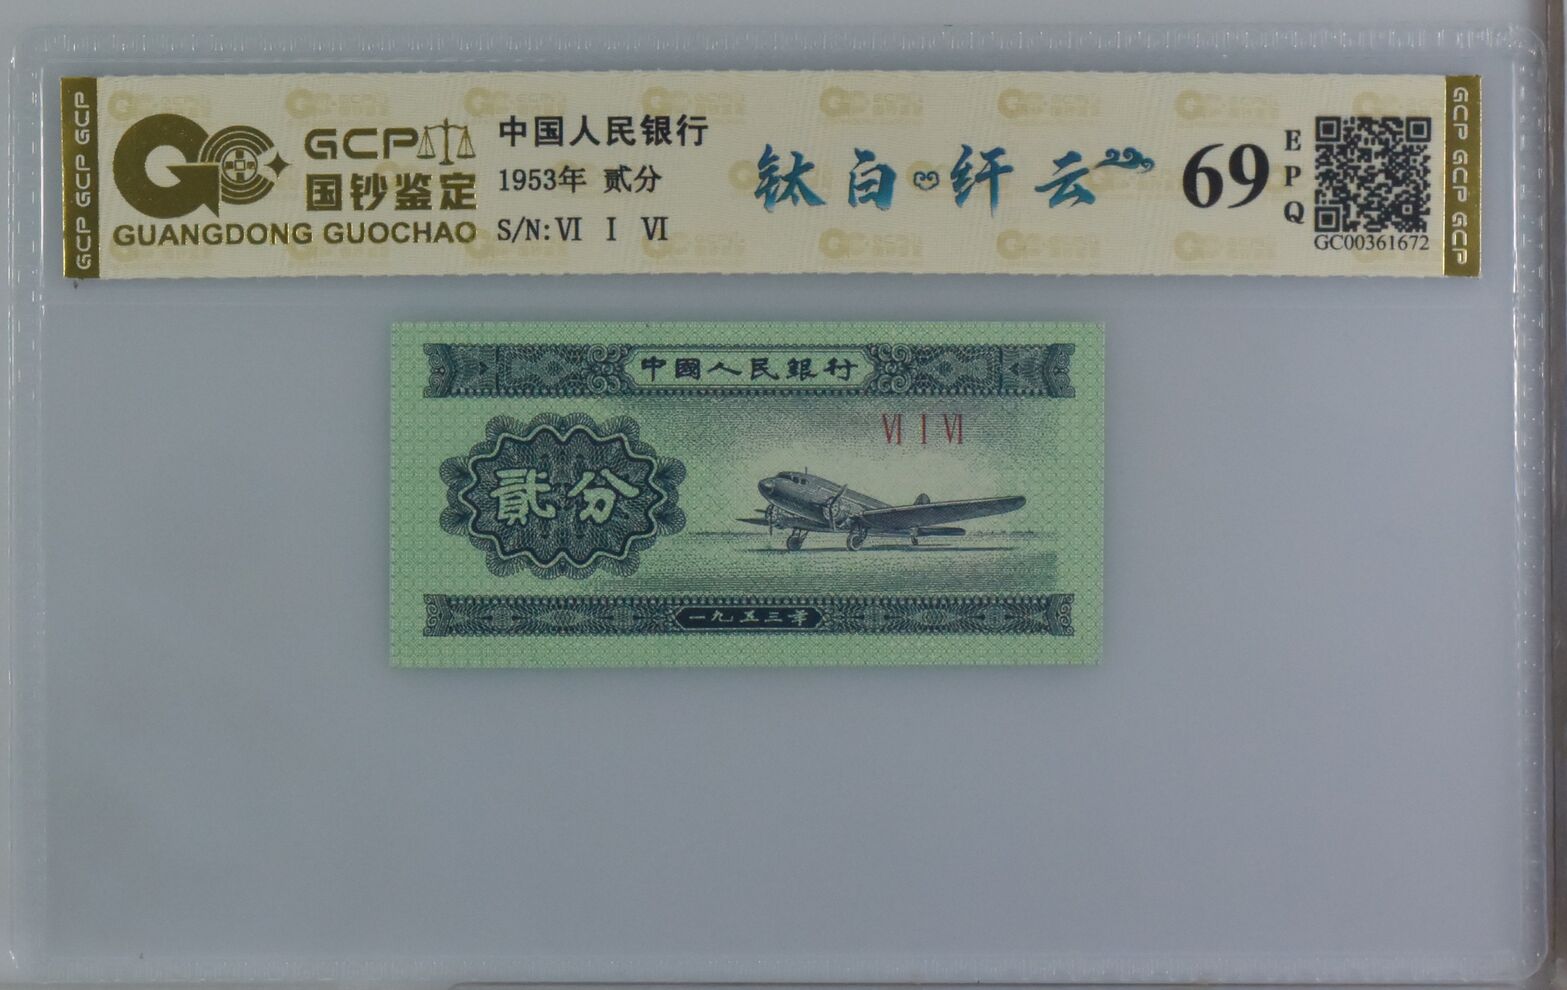 GCP GCP GCP
GCP
国钞鉴定
GUANGDONG GUOCHAO
中国人民银行
1953年 贰分
S/N: VI I VI
钛白纤云
69
EPQ
GC00361672
GCP GCP GCP
中國人民銀行
VI I VI
貳分
一九五三年